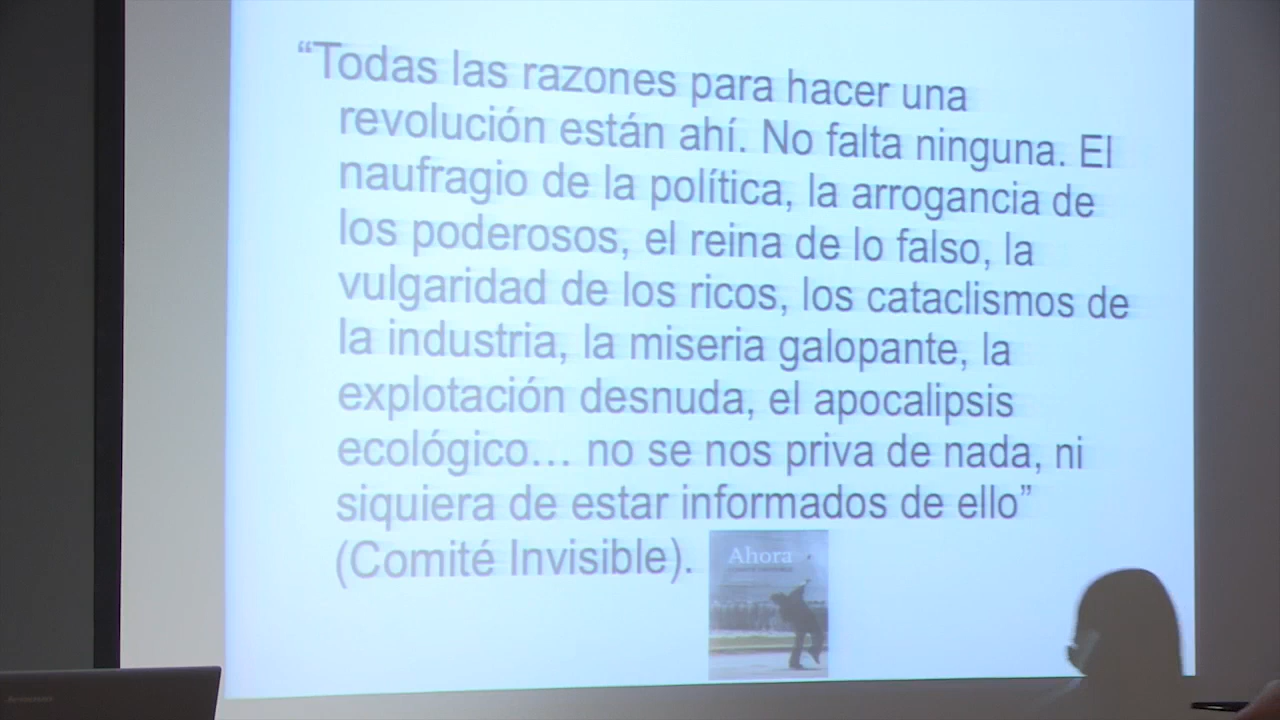 “Todas las razones para hacer una
revolución están ahí. No falta ninguna. El
naufragio de la política, la arrogancia de
los poderosos, el reina de lo falso, la
vulgaridad de los ricos, los cataclismos de
la industria, la miseria galopante, la
explotación desnuda, el apocalipsis
ecológico… no se nos priva de nada, ni
siquiera de estar informados de ello”
(Comité Invisible).
Ahora